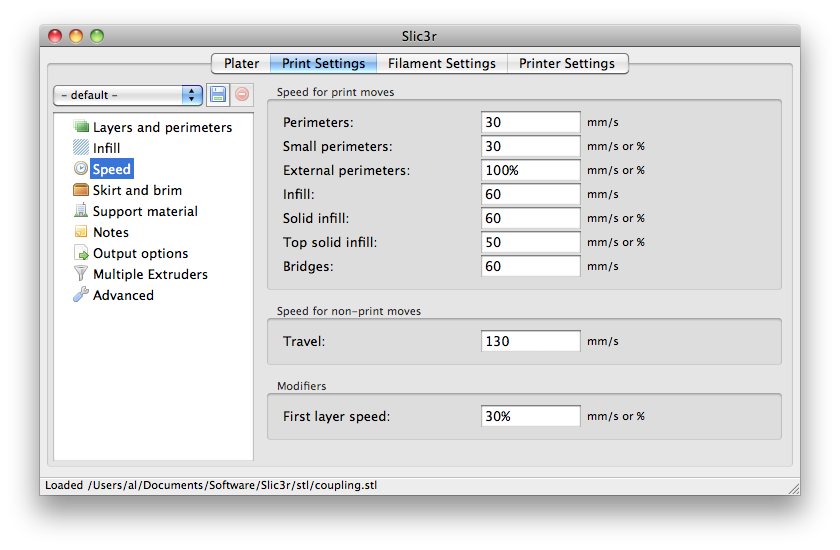 Slic3r
Plater Print Settings Filament Settings Printer Settings
- default -
Layers and perimeters
Infill
Speed
Skirt and brim
Support material
Notes
Output options
Multiple Extruders
Advanced
Speed for print moves
Perimeters: 30 mm/s
Small perimeters: 30 mm/s or %
External perimeters: 100% mm/s or %
Infill: 60 mm/s
Solid infill: 60 mm/s or %
Top solid infill: 50 mm/s or %
Bridges: 60 mm/s
Speed for non-print moves
Travel: 130 mm/s
Modifiers
First layer speed: 30% mm/s or %
Loaded /Users/al/Documents/Software/Slic3r/stl/coupling.stl